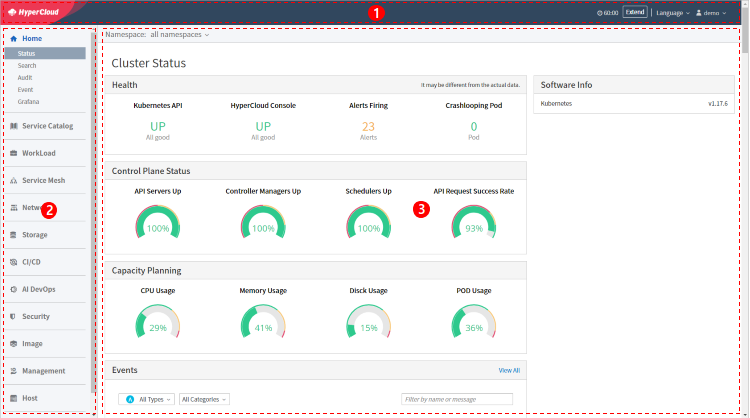 HyperCloud
1
60:00 Extend Language demo
Home
Status
Search
Audit
Event
Grafana
Service Catalog
WorkLoad
Service Mesh
Netw
2
Storage
CI/CD
AI DevOps
Security
Image
Management
Host
Namespace: all namespaces
Cluster Status
Health It may be different from the actual data.
Kubernetes API HyperCloud Console Alerts Firing Crashlooping Pod
UP UP 23 0
All good All good Alerts Pod
Software Info
Kubernetes v1.17.6
Control Plane Status
API Servers Up Controller Managers Up Schedulers Up API Request Success Rate
3
100% 100% 100% 93%
Capacity Planning
CPU Usage Memory Usage Disck Usage POD Usage
29% 41% 15% 36%
Events View All
A All Types All Categories Filter by name or message